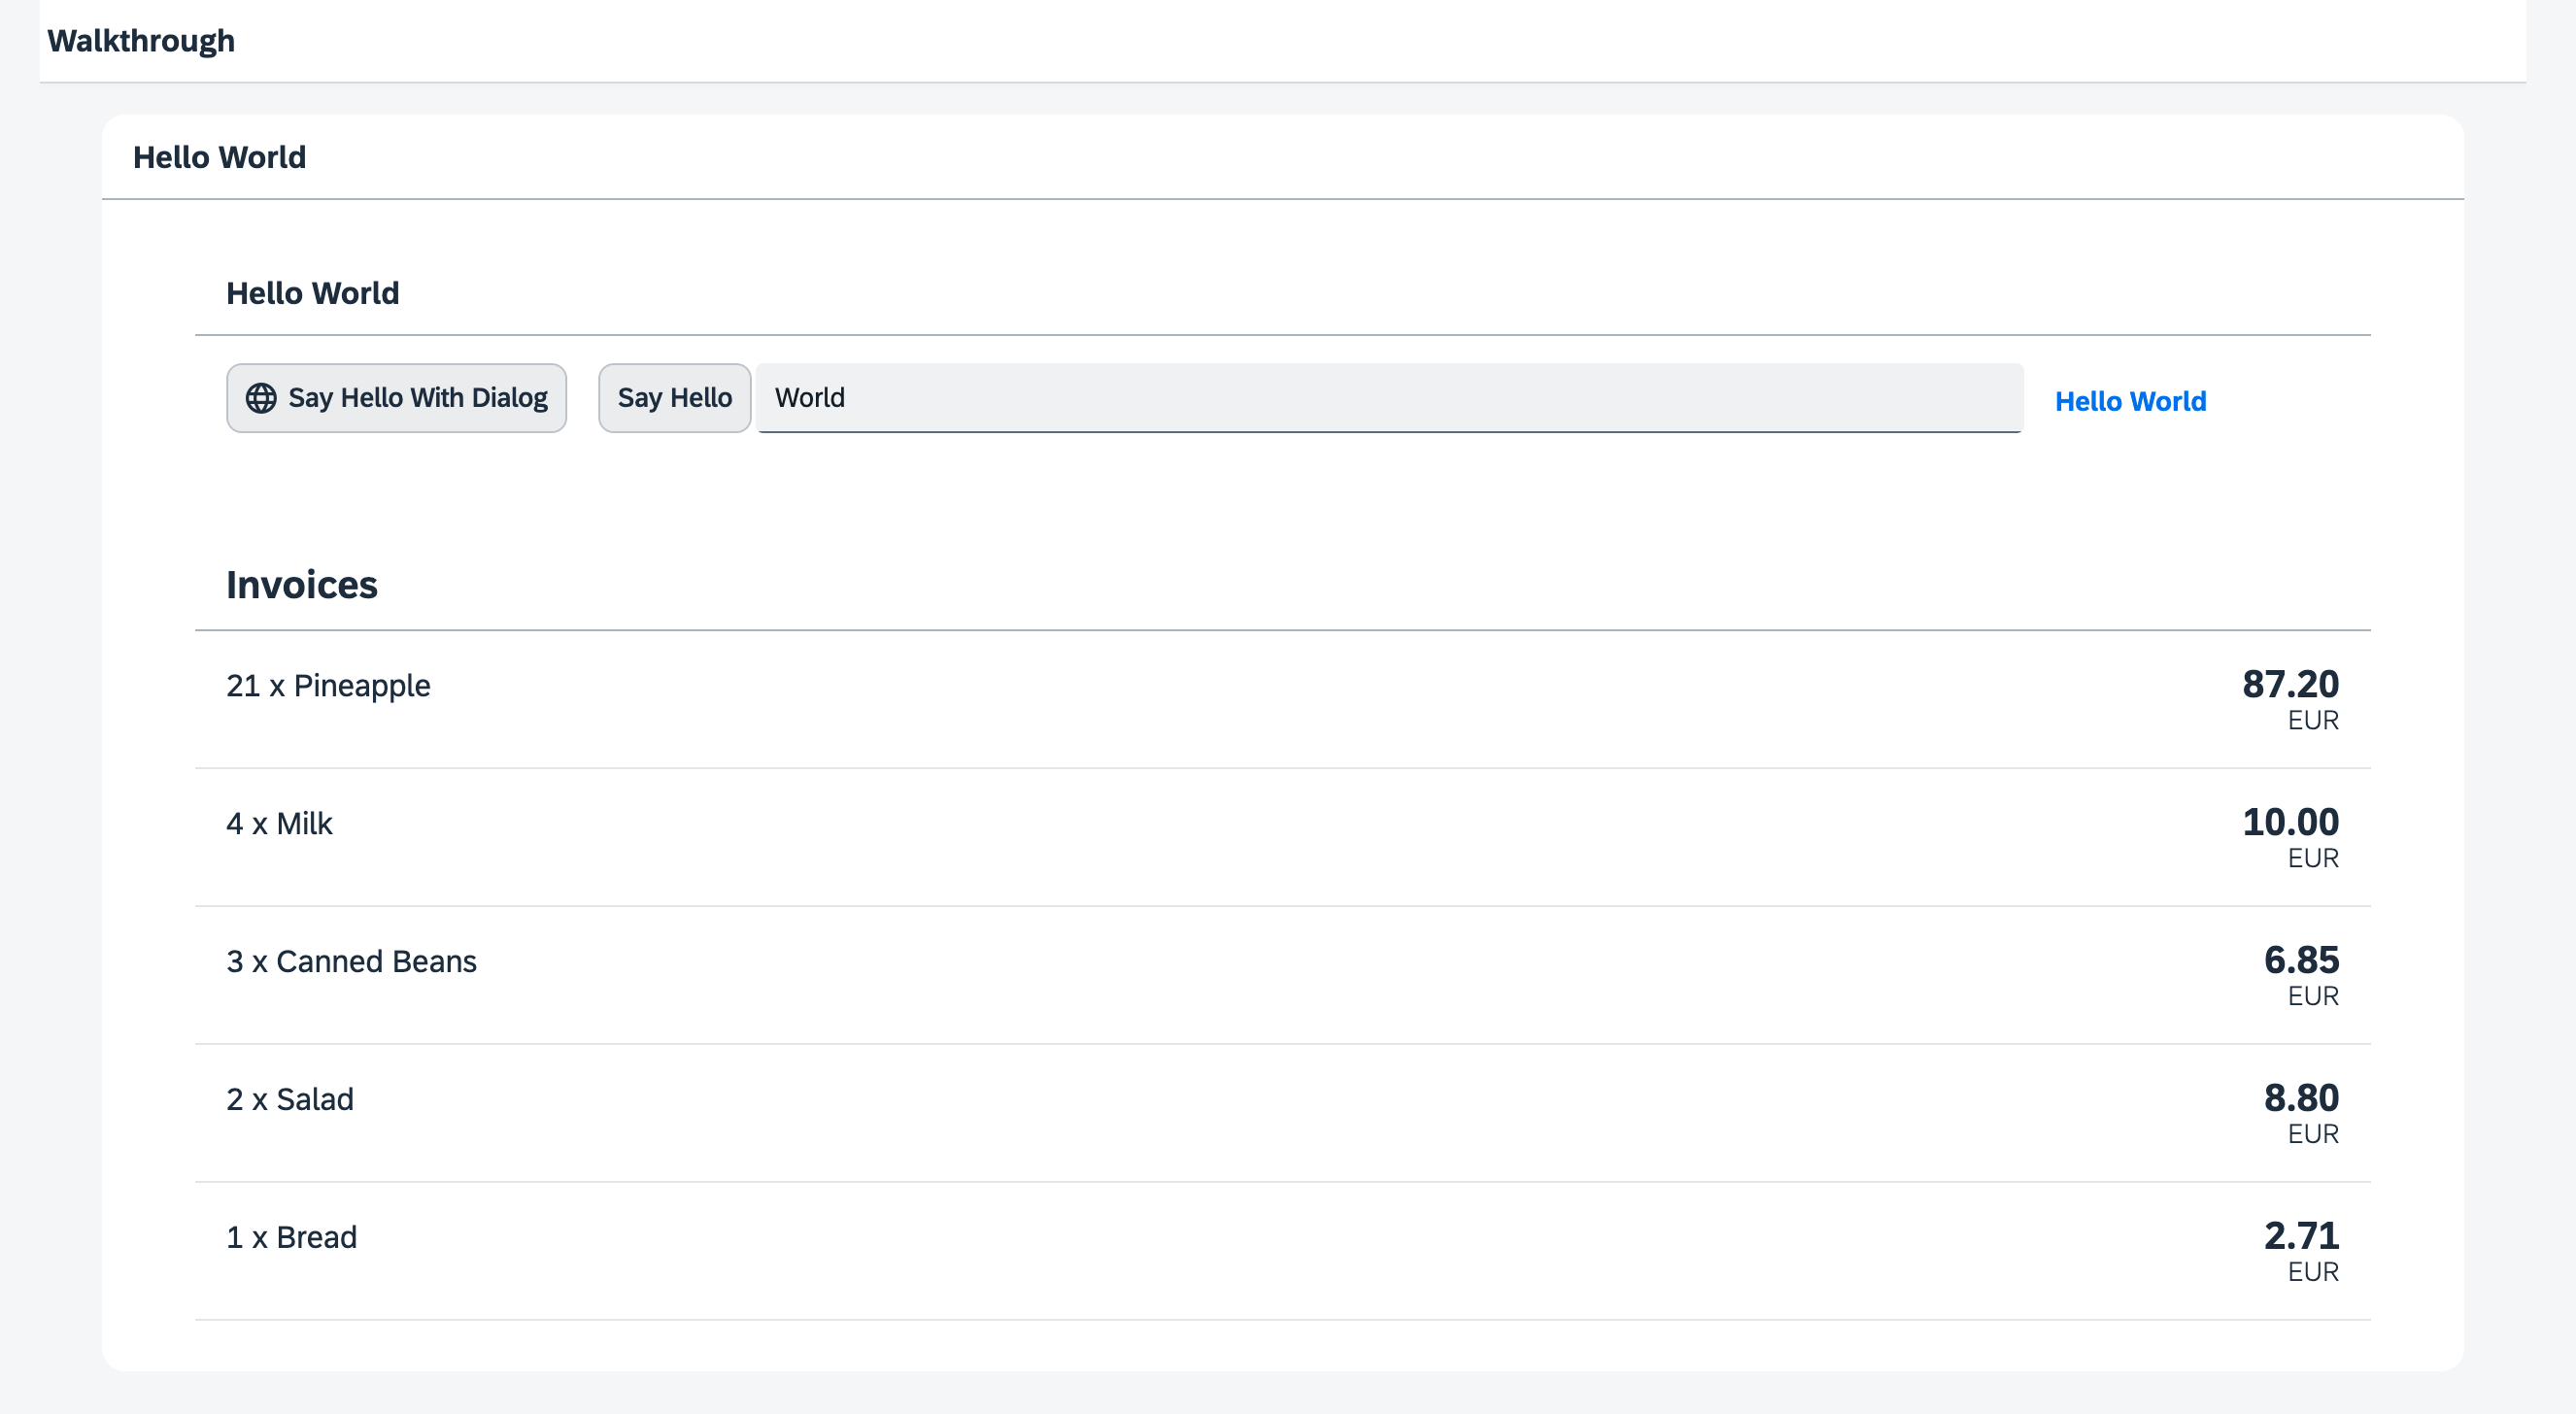 Walkthrough
Hello World
Hello World
Say Hello With Dialog Say Hello World Hello World
Invoices
21 x Pineapple 87.20
EUR
4 x Milk 10.00
EUR
3 x Canned Beans 6.85
EUR
2 x Salad 8.80
EUR
1 x Bread 2.71
EUR